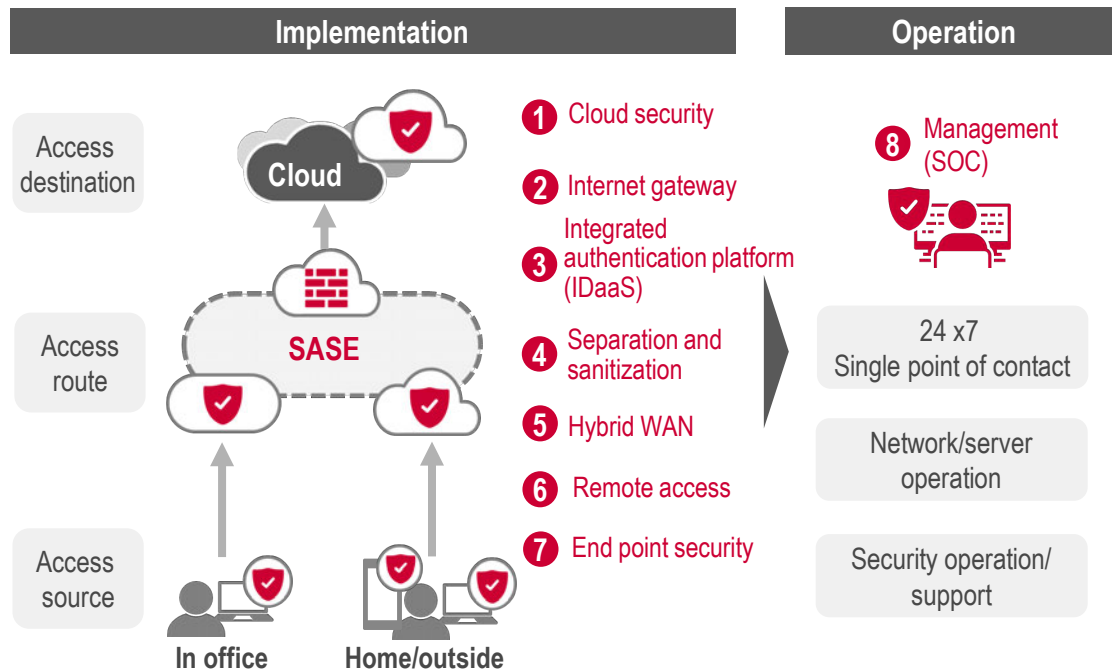 Implementation
Operation
Access
destination
Cloud
1 Cloud security
2 Internet gateway
3 Integrated
authentication platform
(IDaaS)
8 Management
(SOC)
Access
route
SASE
4 Separation and
sanitization
5 Hybrid WAN
6 Remote access
7 End point security
24 x7
Single point of contact
Network/server
operation
Security operation/
support
Access
source
In office
Home/outside